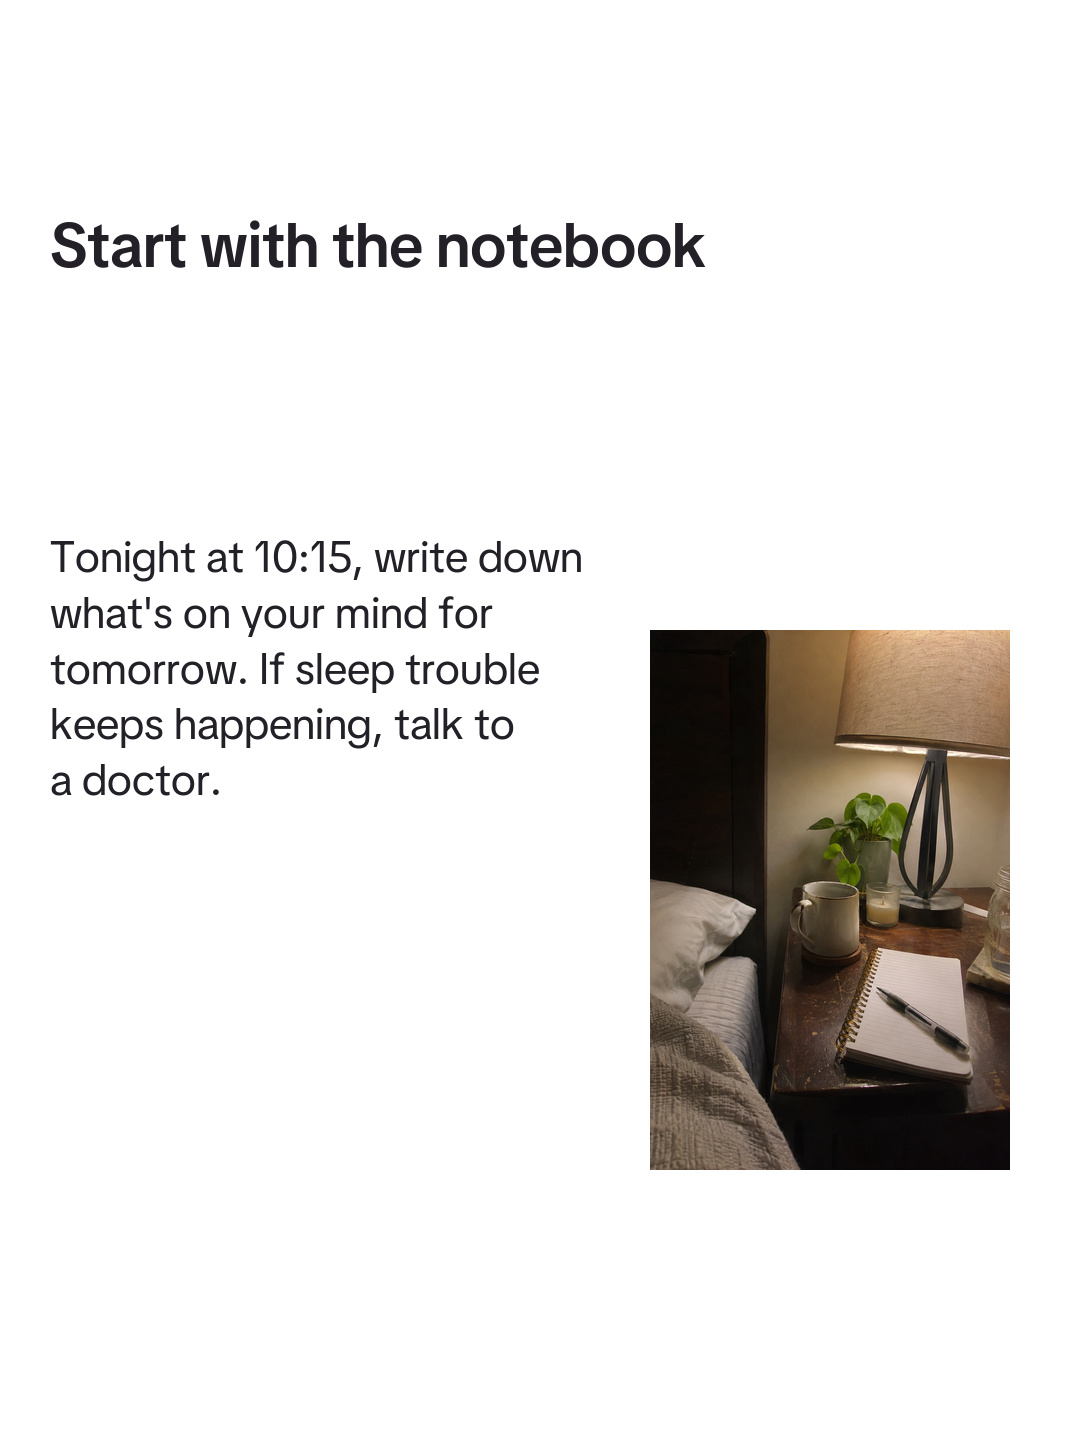 Start with the notebook
Tonight at 10:15, write down
what's on your mind for
tomorrow. If sleep trouble
keeps happening, talk to
a doctor.